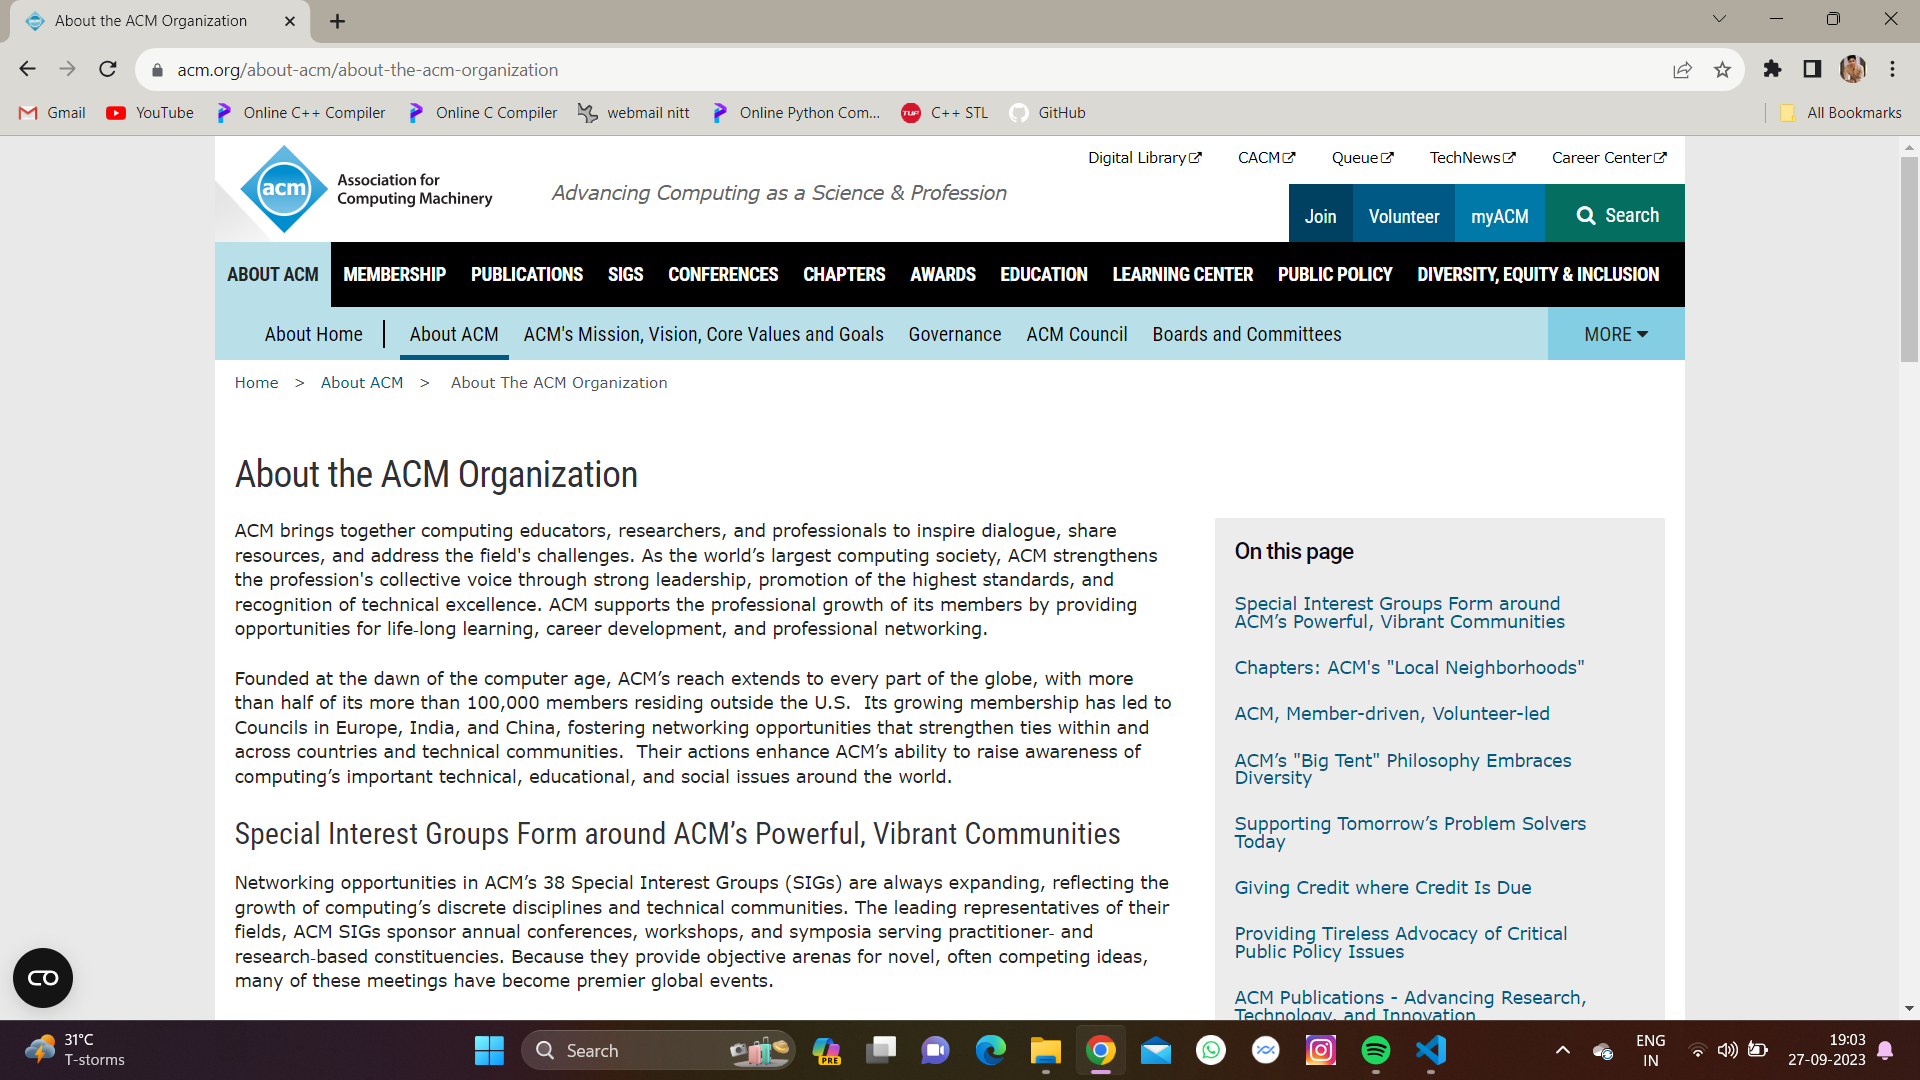 About the ACM Organization
acm.org/about-acm/about-the-acm-organization
Gmail
YouTube
Online C++ Compiler
Online C Compiler
webmail nitt
Online Python Com...
TUF
C++ STL
GitHub
All Bookmarks
acm
Association for
Computing Machinery
Advancing Computing as a Science & Profession
Digital Library
CACM
Queue
TechNews
Career Center
Join
Volunteer
myACM
Search
ABOUT ACM
MEMBERSHIP
PUBLICATIONS
SIGS
CONFERENCES
CHAPTERS
AWARDS
EDUCATION
LEARNING CENTER
PUBLIC POLICY
DIVERSITY, EQUITY & INCLUSION
About Home
About ACM
ACM's Mission, Vision, Core Values and Goals
Governance
ACM Council
Boards and Committees
MORE
Home > About ACM > About The ACM Organization
About the ACM Organization
ACM brings together computing educators, researchers, and professionals to inspire dialogue, share
resources, and address the field's challenges. As the world’s largest computing society, ACM strengthens
the profession's collective voice through strong leadership, promotion of the highest standards, and
recognition of technical excellence. ACM supports the professional growth of its members by providing
opportunities for life-long learning, career development, and professional networking.
Founded at the dawn of the computer age, ACM’s reach extends to every part of the globe, with more
than half of its more than 100,000 members residing outside the U.S.  Its growing membership has led to
Councils in Europe, India, and China, fostering networking opportunities that strengthen ties within and
across countries and technical communities.  Their actions enhance ACM’s ability to raise awareness of
computing’s important technical, educational, and social issues around the world.
Special Interest Groups Form around ACM’s Powerful, Vibrant Communities
Networking opportunities in ACM’s 38 Special Interest Groups (SIGs) are always expanding, reflecting the
growth of computing’s discrete disciplines and technical communities. The leading representatives of their
fields, ACM SIGs sponsor annual conferences, workshops, and symposia serving practitioner- and
research-based constituencies. Because they provide objective arenas for novel, often competing ideas,
many of these meetings have become premier global events.
On this page
Special Interest Groups Form around
ACM’s Powerful, Vibrant Communities
Chapters: ACM's "Local Neighborhoods"
ACM, Member-driven, Volunteer-led
ACM’s "Big Tent" Philosophy Embraces
Diversity
Supporting Tomorrow’s Problem Solvers
Today
Giving Credit where Credit Is Due
Providing Tireless Advocacy of Critical
Public Policy Issues
ACM Publications - Advancing Research,
Technology, and Innovation
31°C
T-storms
Search
PRE
ENG
IN
19:03
27-09-2023